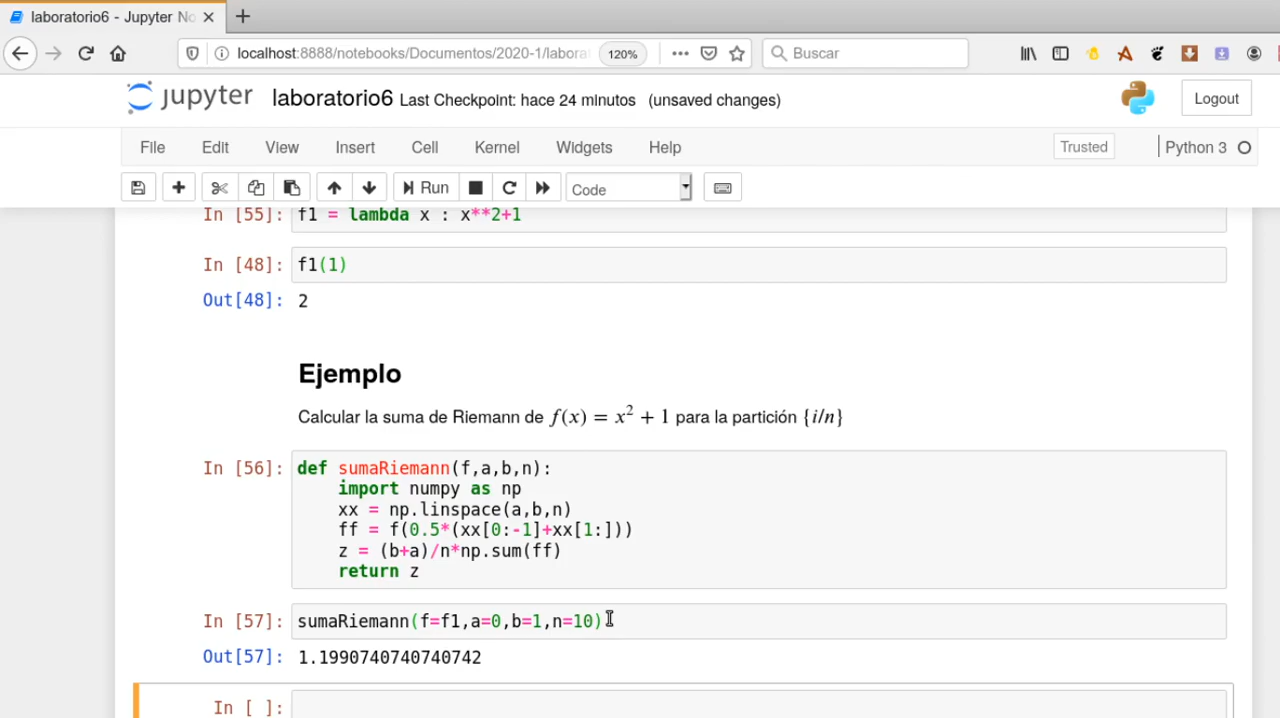 laboratorio6 - Jupyter No
localhost:8888/notebooks/Documentos/2020-1/labora
120%
Buscar
jupyter
laboratorio6 Last Checkpoint: hace 24 minutos (unsaved changes)
Logout
File Edit View Insert Cell Kernel Widgets Help
Trusted
Python 3
Run
Code
In [55]: f1 = lambda x : x**2+1
In [48]: f1(1)
Out[48]: 2
Ejemplo
Calcular la suma de Riemann de f(x) = x² + 1 para la partición {i/n}
In [56]: def sumaRiemann(f,a,b,n):
import numpy as np
xx = np.linspace(a,b,n)
ff = f(0.5*(xx[0:-1]+xx[1:]))
z = (b+a)/n*np.sum(ff)
return z
In [57]: sumaRiemann(f=f1,a=0,b=1,n=10)
Out[57]: 1.1990740740740742
In [ ]: